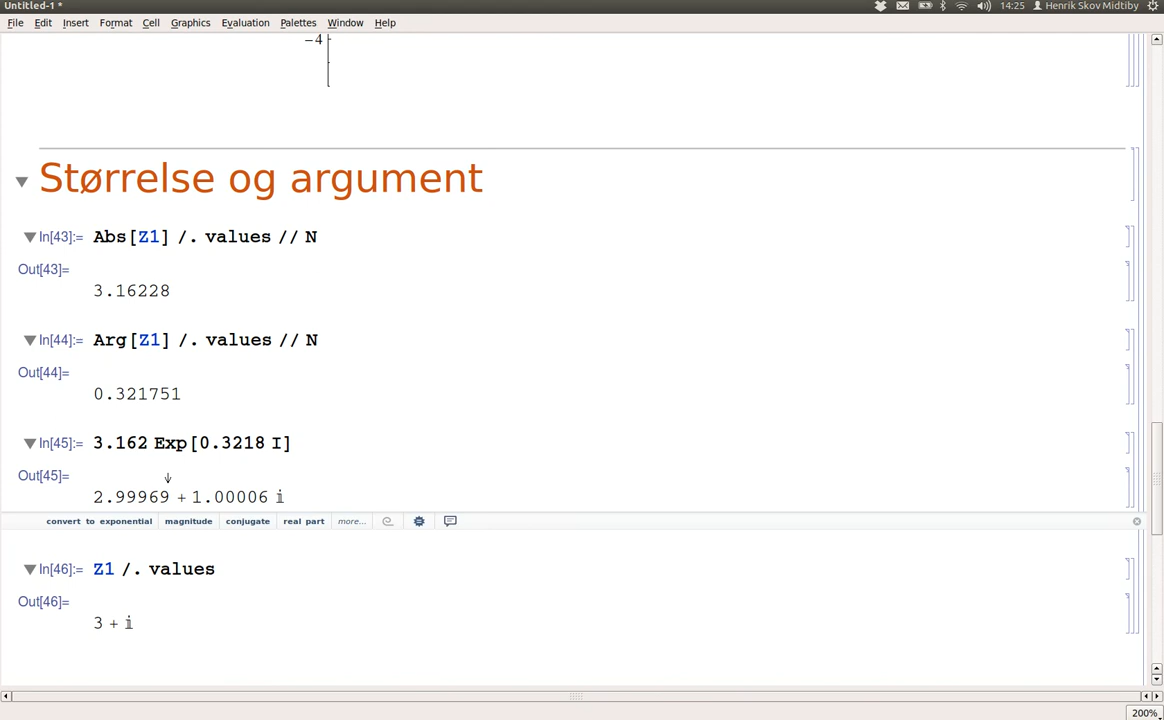 Untitled-1 *
14:25
Henrik Skov Midtiby
File Edit Insert Format Cell Graphics Evaluation Palettes Window Help
-4
Størrelse og argument
In[43]:= Abs[Z1] /. values // N
Out[43]=
3.16228
In[44]:= Arg[Z1] /. values // N
Out[44]=
0.321751
In[45]:= 3.162 Exp[0.3218 I]
Out[45]=
2.99969 + 1.00006 ⅈ
convert to exponential magnitude conjugate real part more...
In[46]:= Z1 /. values
Out[46]=
3 + ⅈ
200%